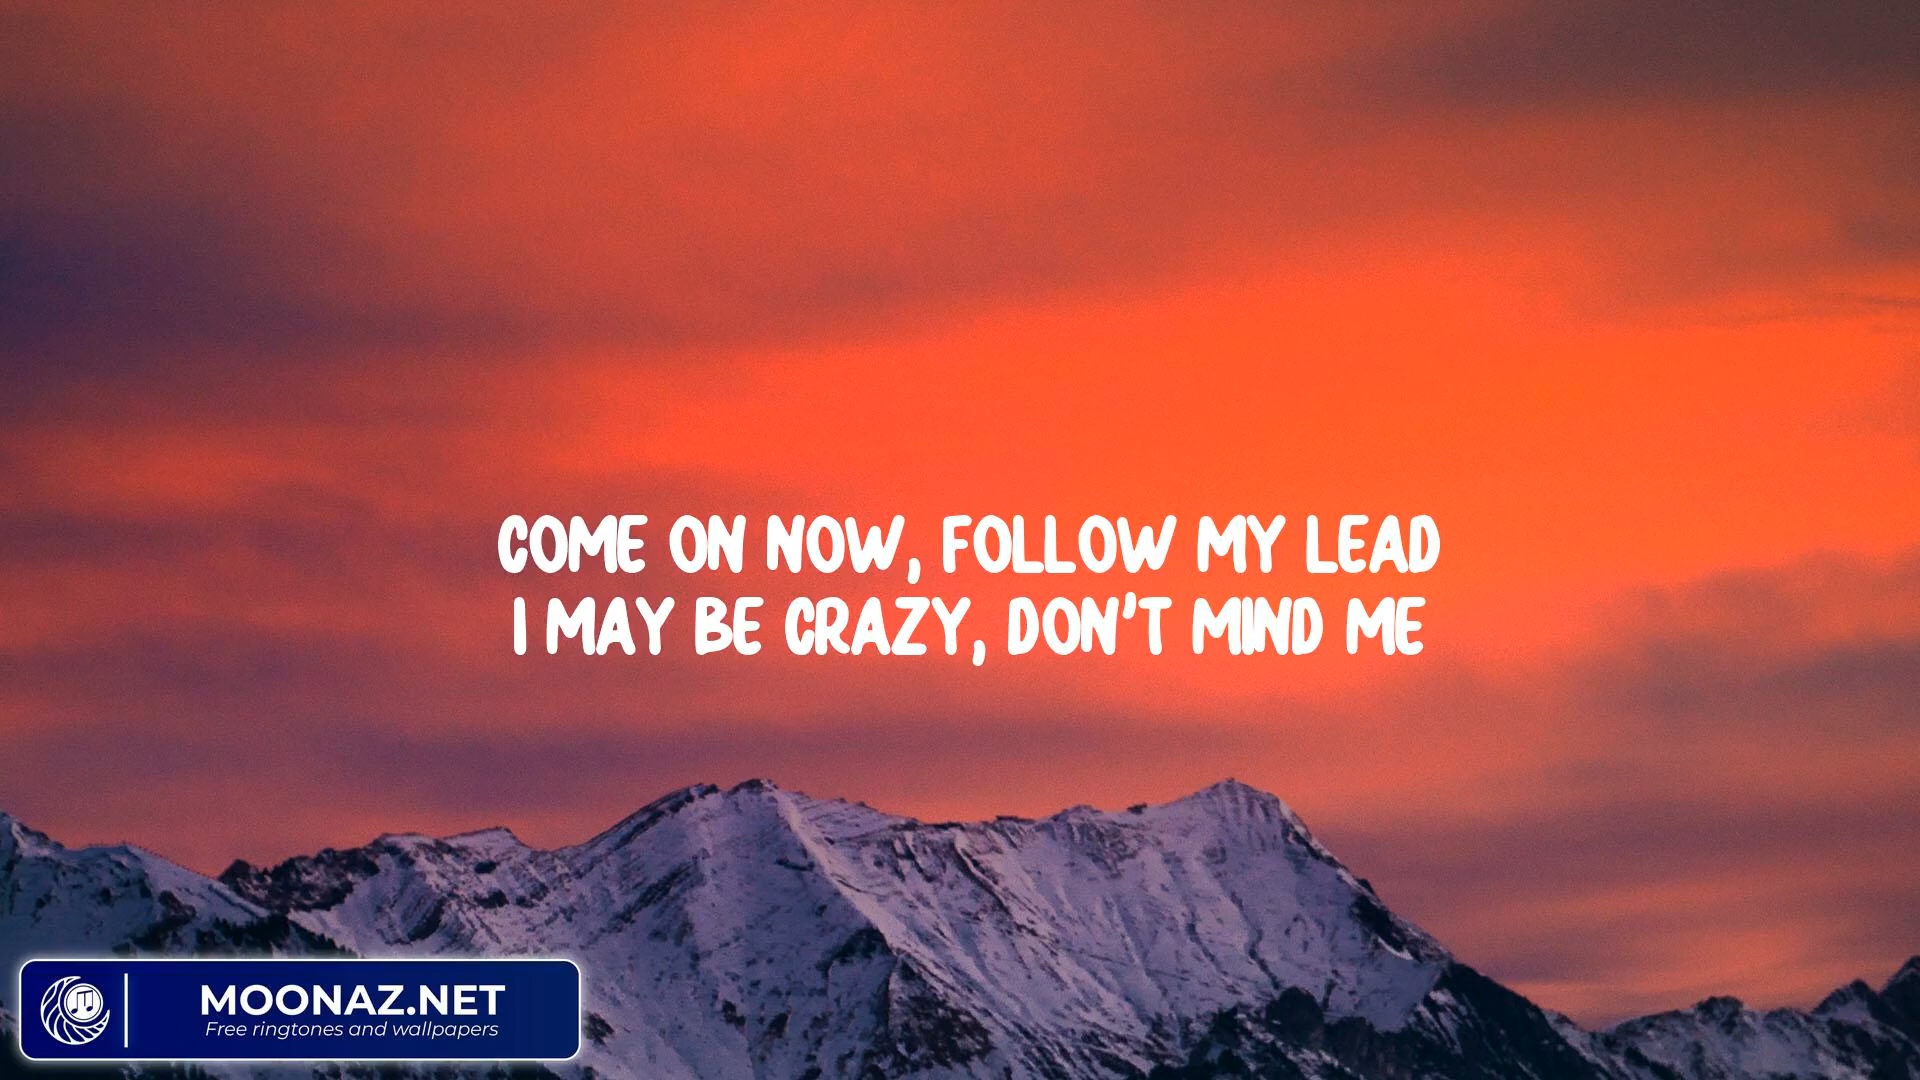 COME ON NOW, FOLLOW MY LEAD
I MAY BE CRAZY, DON'T MIND ME
MOONAZ.NET
Free ringtones and wallpapers